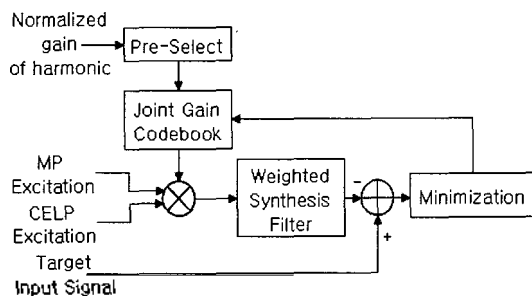 Normalized
gain
of harmonic
Pre-Select
Joint Gain
Codebook
MP
Excitation
CELP
Excitation
Weighted
Synthesis
Filter
−
+
Minimization
Target
Input Signal